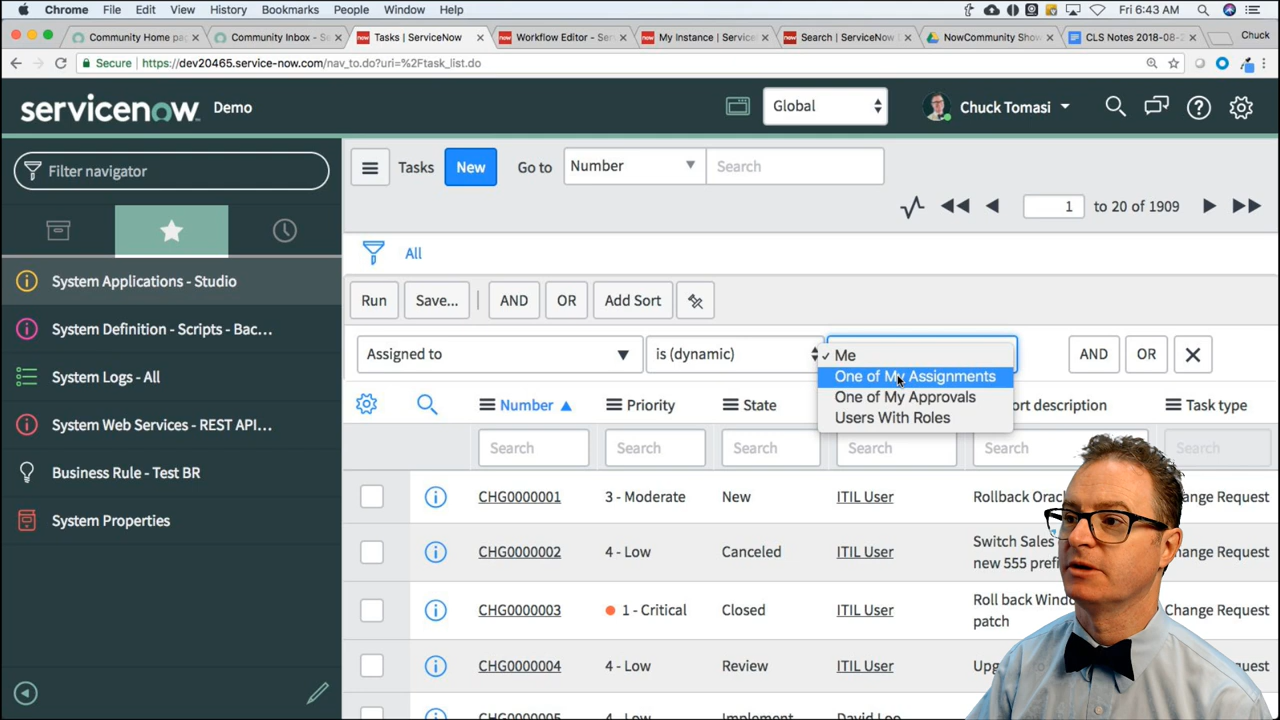 Chrome File Edit View History Bookmarks People Window Help Fri 6:43 AM
Community Home pa
Community Inbox - Se
Tasks | ServiceNow
Workflow Editor - Servic
My Instance | ServiceN
Search | ServiceNow D
NowCommunity Show
CLS Notes 2018-08-2
Chuck
Secure https://dev20465.service-now.com/nav_to.do?uri=%2Ftask_list.do
servicenow Demo Global Chuck Tomasi
Filter navigator
System Applications - Studio
System Definition - Scripts - Bac...
System Logs - All
System Web Services - REST API...
Business Rule - Test BR
System Properties
Tasks New Go to Number Search
1 to 20 of 1909
All
Run Save... AND OR Add Sort
Assigned to is (dynamic) AND OR
Me
One of My Assignments
One of My Approvals
Users With Roles
Number Priority State ort description Task type
Search Search Search Search Search Search
CHG0000001 3 - Moderate New ITIL User Rollback Orac Change Request
CHG0000002 4 - Low Canceled ITIL User Switch Sales
new 555 prefi Change Request
CHG0000003 1 - Critical Closed ITIL User Roll back Wind
patch Change Request
CHG0000004 4 - Low Review ITIL User Upg Change Request
CHG0000005 4 - Low Implement David Loo